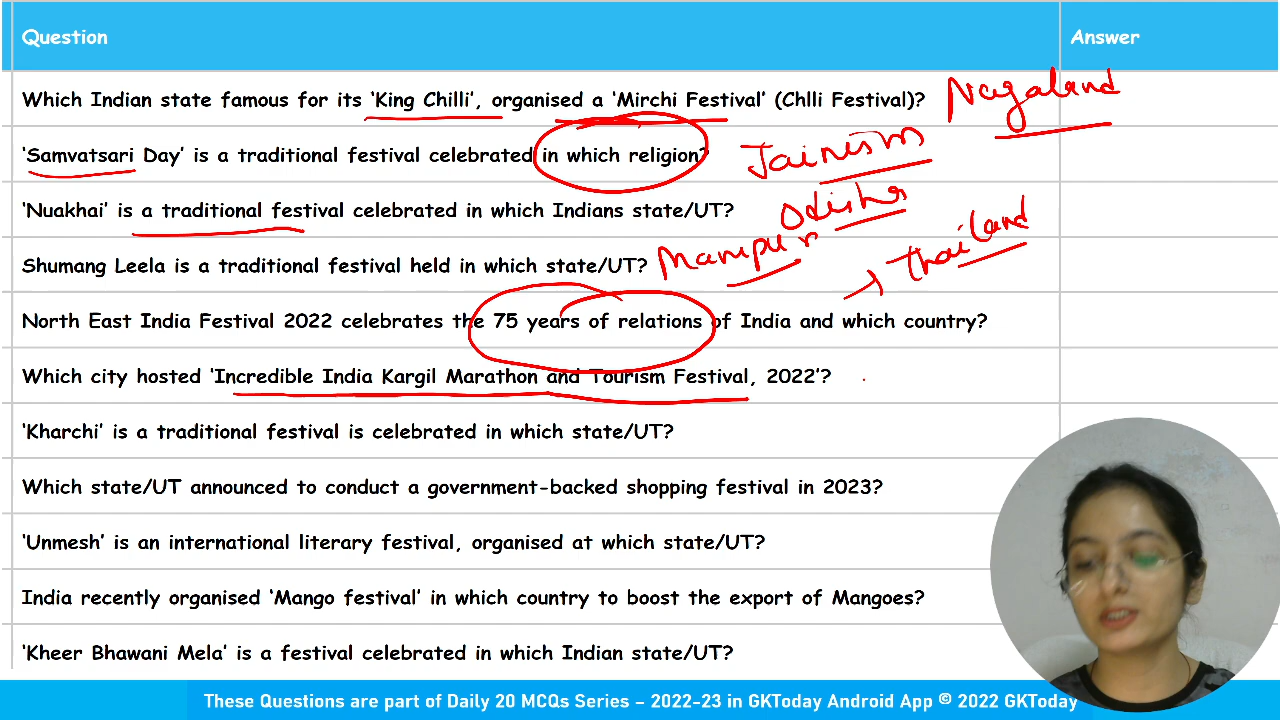 Question Answer
Which Indian state famous for its ‘King Chilli’, organised a ‘Mirchi Festival’ (Chlli Festival)? Nagaland
‘Samvatsari Day’ is a traditional festival celebrated in which religion? Jainism
‘Nuakhai’ is a traditional festival celebrated in which Indians state/UT? Odisha
Shumang Leela is a traditional festival held in which state/UT? Manipur
→ Thailand
North East India Festival 2022 celebrates the 75 years of relations of India and which country?
Which city hosted ‘Incredible India Kargil Marathon and Tourism Festival, 2022’?
‘Kharchi’ is a traditional festival is celebrated in which state/UT?
Which state/UT announced to conduct a government-backed shopping festival in 2023?
‘Unmesh’ is an international literary festival, organised at which state/UT?
India recently organised ‘Mango festival’ in which country to boost the export of Mangoes?
‘Kheer Bhawani Mela’ is a festival celebrated in which Indian state/UT?
These Questions are part of Daily 20 MCQs Series – 2022-23 in GKToday Android App © 2022 GKToday